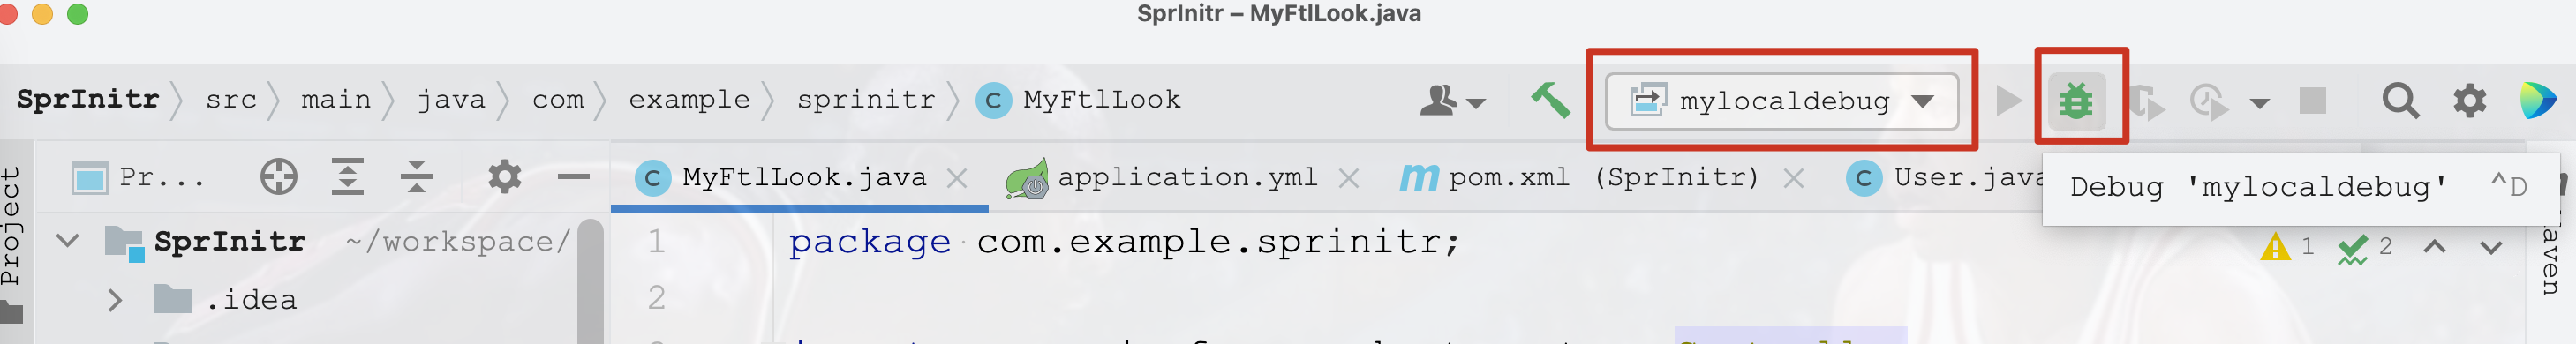 SprInitr – MyFtlLook.java
SprInitr src main java com example sprinitr C MyFtlLook mylocaldebug
Project Pr... C MyFtlLook.java application.yml m pom.xml (SprInitr) C User.java
Debug 'mylocaldebug' ^D
SprInitr ~/workspace/ 1 package com.example.sprinitr; 1 2
.idea 2